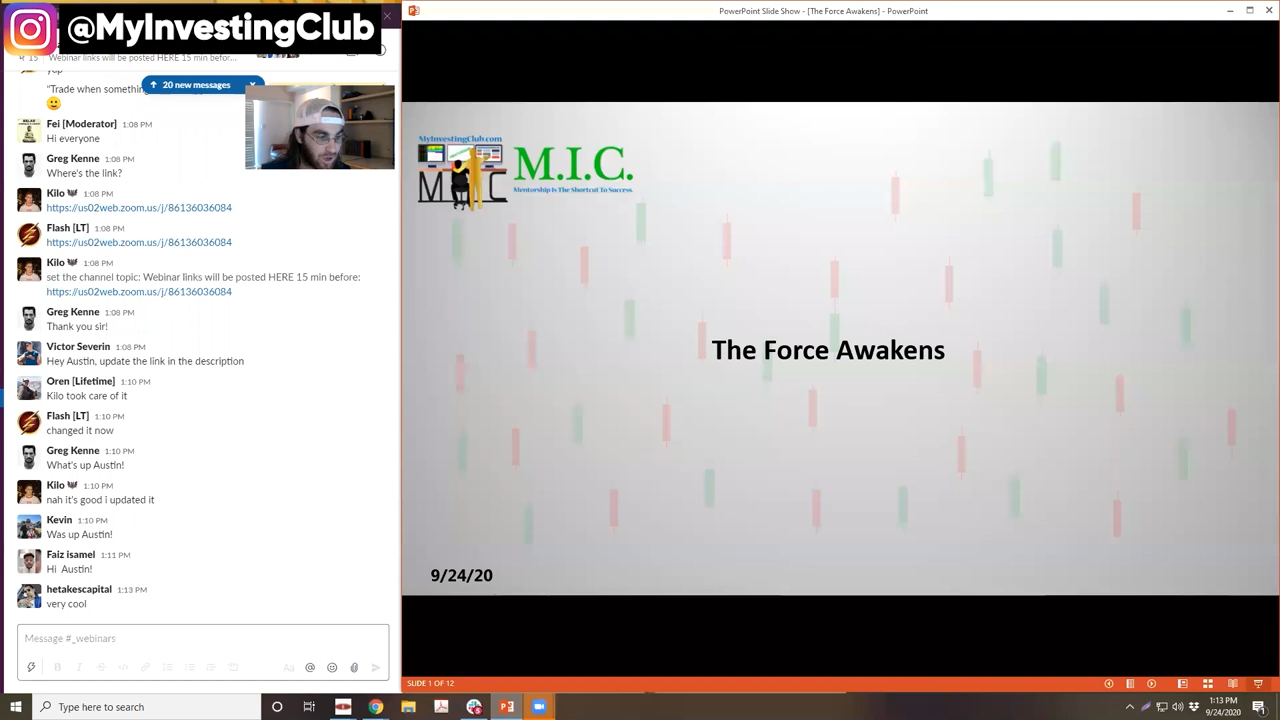 @MyInvestingClub
15 Webinar links will be posted HERE 15 min befor...
yup
20 new messages
"Trade when something
Fei [Moderator] 1:08 PM
Hi everyone
Greg Kenne 1:08 PM
Where's the link?
Kilo 1:08 PM
https://us02web.zoom.us/j/86136036084
Flash [LT] 1:08 PM
https://us02web.zoom.us/j/86136036084
Kilo 1:08 PM
set the channel topic: Webinar links will be posted HERE 15 min before:
https://us02web.zoom.us/j/86136036084
Greg Kenne 1:08 PM
Thank you sir!
Victor Severin 1:08 PM
Hey Austin, update the link in the description
Oren [Lifetime] 1:10 PM
Kilo took care of it
Flash [LT] 1:10 PM
changed it now
Greg Kenne 1:10 PM
What's up Austin!
Kilo 1:10 PM
nah it's good i updated it
Kevin 1:10 PM
Was up Austin!
Faiz isamel 1:11 PM
Hi Austin!
hetakescapital 1:13 PM
very cool
Message #_webinars
PowerPoint Slide Show - [The Force Awakens] - PowerPoint
MyInvestingClub.com
M.I.C.
Mentorship Is The Shortcut To Success.
The Force Awakens
9/24/20
SLIDE 1 OF 12
Type here to search
1:13 PM
9/24/2020